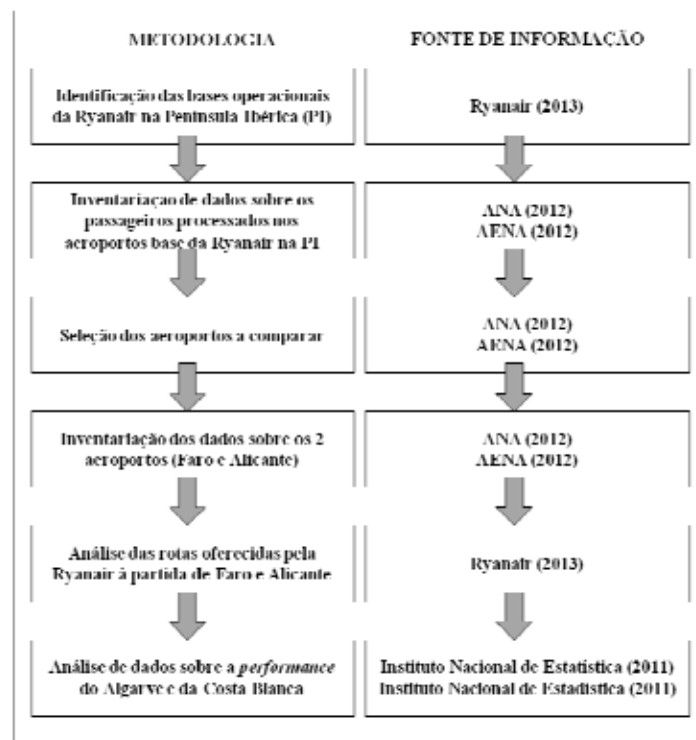 METODOLOGIA
FONTE DE INFORMAÇÃO
Identificação das bases operacionais
da Ryanair na Península Ibérica (PI)
Ryanair (2013)
Inventariação de dados sobre os
passageiros processados nos
aeroportos base da Ryanair na PI
ANA (2012)
AENA (2012)
Seleção dos aeroportos a comparar
ANA (2012)
AENA (2012)
Inventariação dos dados sobre os 2
aeroportos (Faro e Alicante)
ANA (2012)
AENA (2012)
Análise das rotas oferecidas pela
Ryanair à partida de Faro e Alicante
Ryanair (2013)
Análise de dados sobre a performance
do Algarve e da Costa Blanca
Instituto Nacional de Estatística (2011)
Instituto Nacional de Estadística (2011)